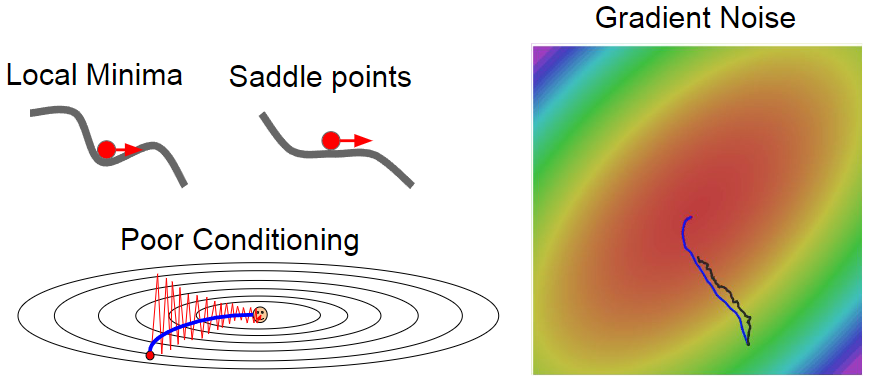 Gradient Noise
Local Minima
Saddle points
Poor Conditioning